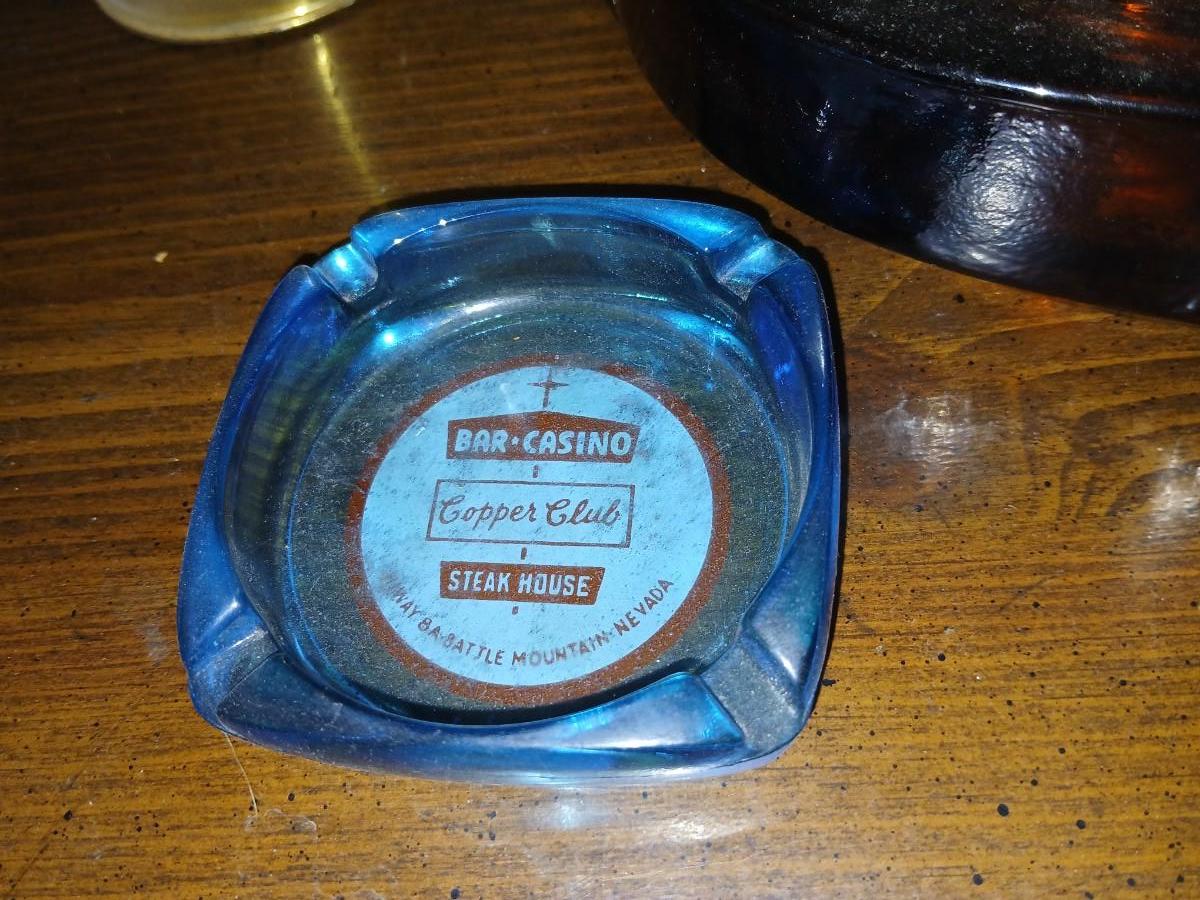 BAR·CASINO
Copper Club
STEAK HOUSE
WAY 8A·BATTLE MOUNTAIN·NEVADA